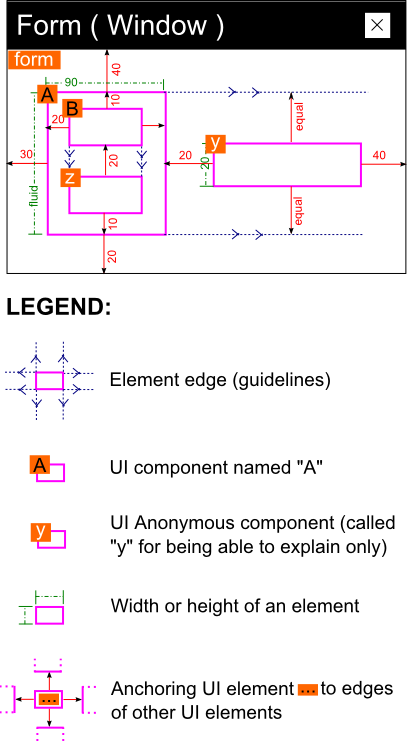 Form ( Window )
form
90
40
A
B
10
20
y
equal
30
fluid
20
20
20
40
z
equal
10
20
LEGEND:
Element edge (guidelines)
A
UI component named "A"
y
UI Anonymous component (called
"y" for being able to explain only)
Width or height of an element
Anchoring UI element ... to edges
...
of other UI elements